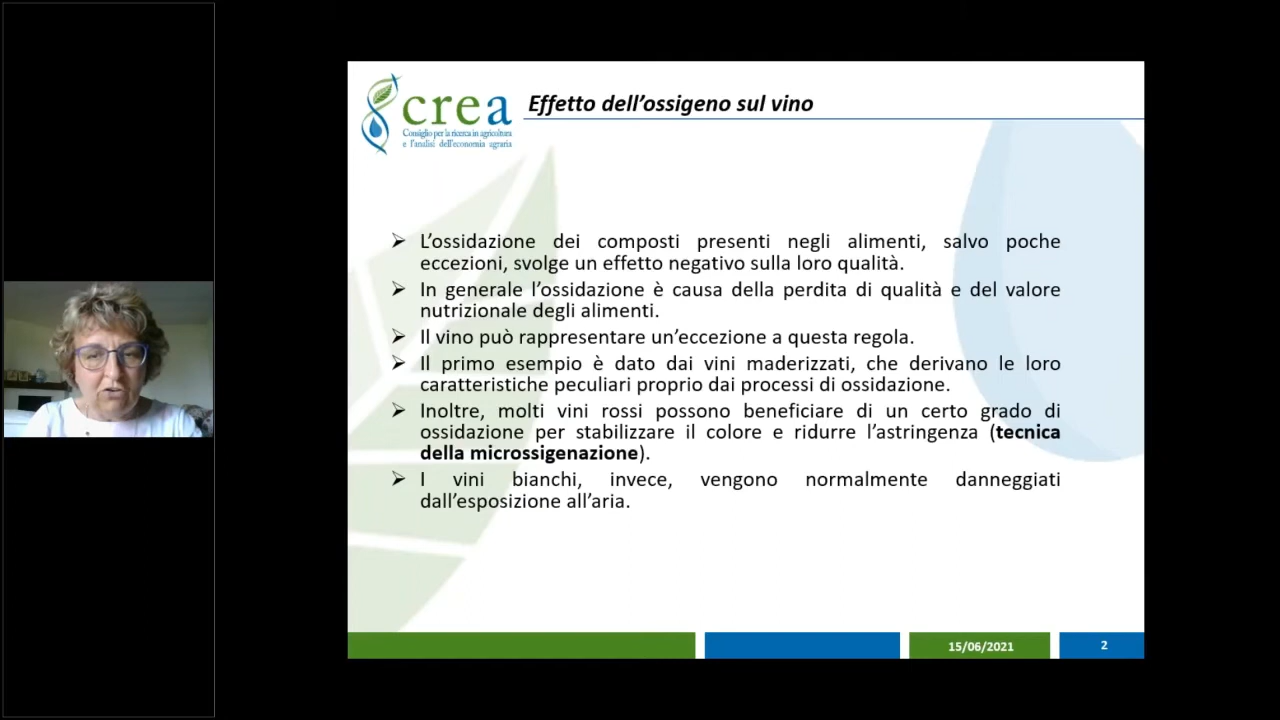 crea
Consiglio per la ricerca in agricoltura
e l'analisi dell'economia agraria
Effetto dell'ossigeno sul vino
L'ossidazione dei composti presenti negli alimenti, salvo poche
eccezioni, svolge un effetto negativo sulla loro qualità.
In generale l'ossidazione è causa della perdita di qualità e del valore
nutrizionale degli alimenti.
Il vino può rappresentare un'eccezione a questa regola.
Il primo esempio è dato dai vini maderizzati, che derivano le loro
caratteristiche peculiari proprio dai processi di ossidazione.
Inoltre, molti vini rossi possono beneficiare di un certo grado di
ossidazione per stabilizzare il colore e ridurre l'astringenza (tecnica
della microssigenazione).
I vini bianchi, invece, vengono normalmente danneggiati
dall'esposizione all'aria.
15/06/2021
2